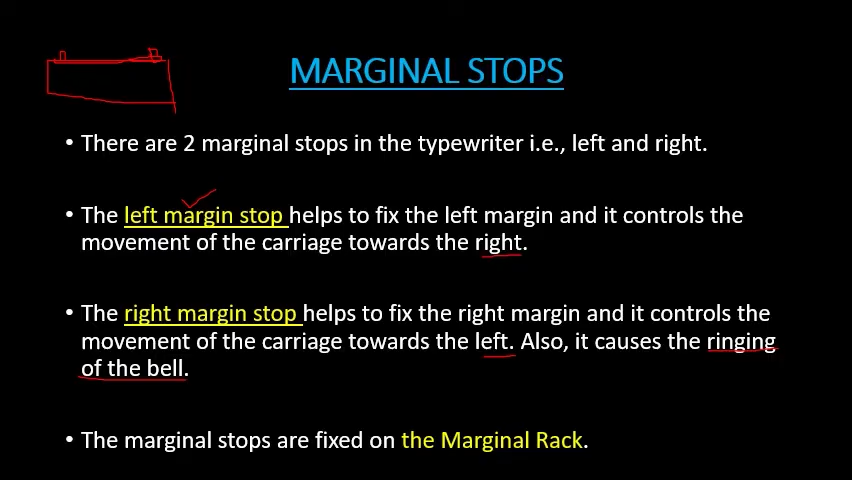 MARGINAL STOPS
• There are 2 marginal stops in the typewriter i.e., left and right.
• The left margin stop helps to fix the left margin and it controls the
movement of the carriage towards the right.
• The right margin stop helps to fix the right margin and it controls the
movement of the carriage towards the left. Also, it causes the ringing
of the bell.
• The marginal stops are fixed on the Marginal Rack.